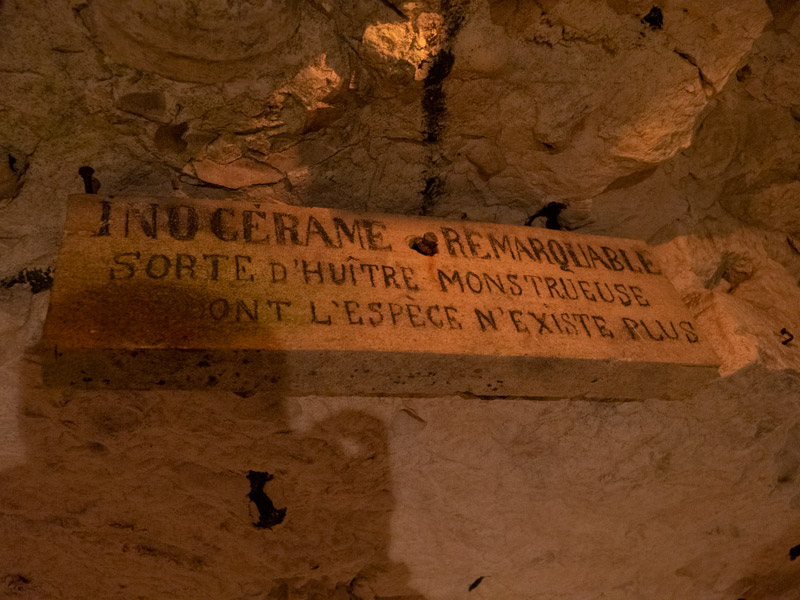 INOCÉRAME REMARQUABLE
SORTE D'HUÎTRE MONSTRUEUSE
DONT L'ESPÈCE N'EXISTE PLUS